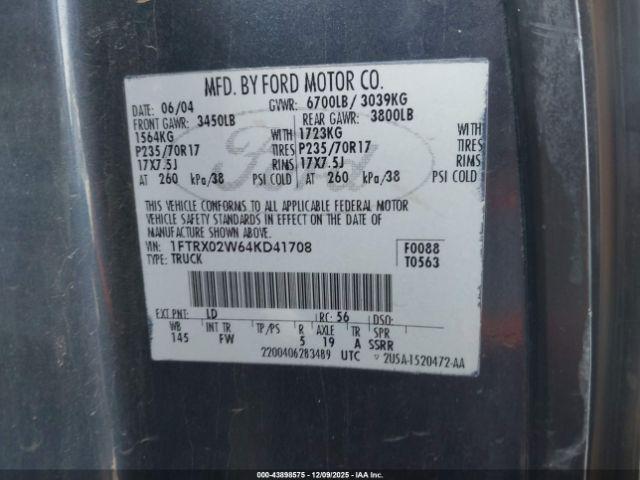 MFD. BY FORD MOTOR CO.
DATE: 06/04 GVWR: 6700LB/ 3039KG
FRONT GAWR: 3450LB REAR GAWR: 3800LB
1564KG WITH 1723KG WITH
P235/70R17 TIRES P235/70R17 TIRES
17X7.5J RIMS 17X7.5J RIMS
AT 260 kPa/38 PSI COLD AT 260 kPa/38 PSI COLD
Ford
THIS VEHICLE CONFORMS TO ALL APPLICABLE FEDERAL MOTOR
VEHICLE SAFETY STANDARDS IN EFFECT ON THE DATE OF
MANUFACTURE SHOWN ABOVE.
VIN: 1FTRX02W64KD41708 F0088
TYPE: TRUCK T0563
EXT PNT: LD RC: 56 DSO:
WB INT TR TP/PS R AXLE TR SPR
145 FW 5 19 A SSRR
2200406283489 UTC 2U5A-1520472-AA
000-43898575 - 12/09/2025 - IAA Inc.